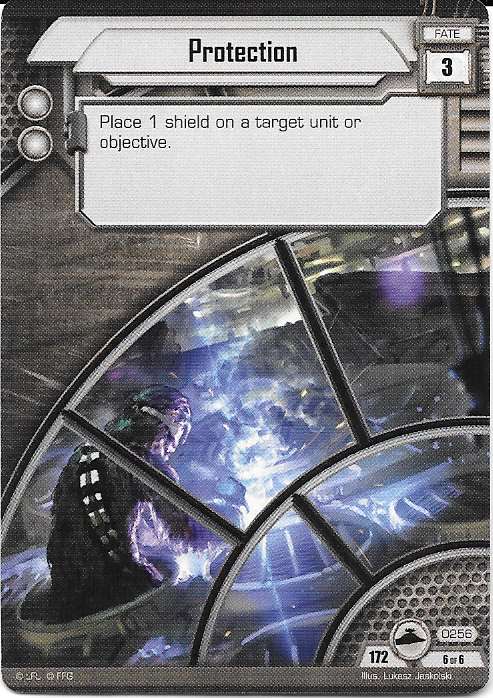 Protection
FATE
3
Place 1 shield on a target unit or
objective.
0256
172
6 OF 6
© LFL © FFG
Illus. Lukasz Jaskolski